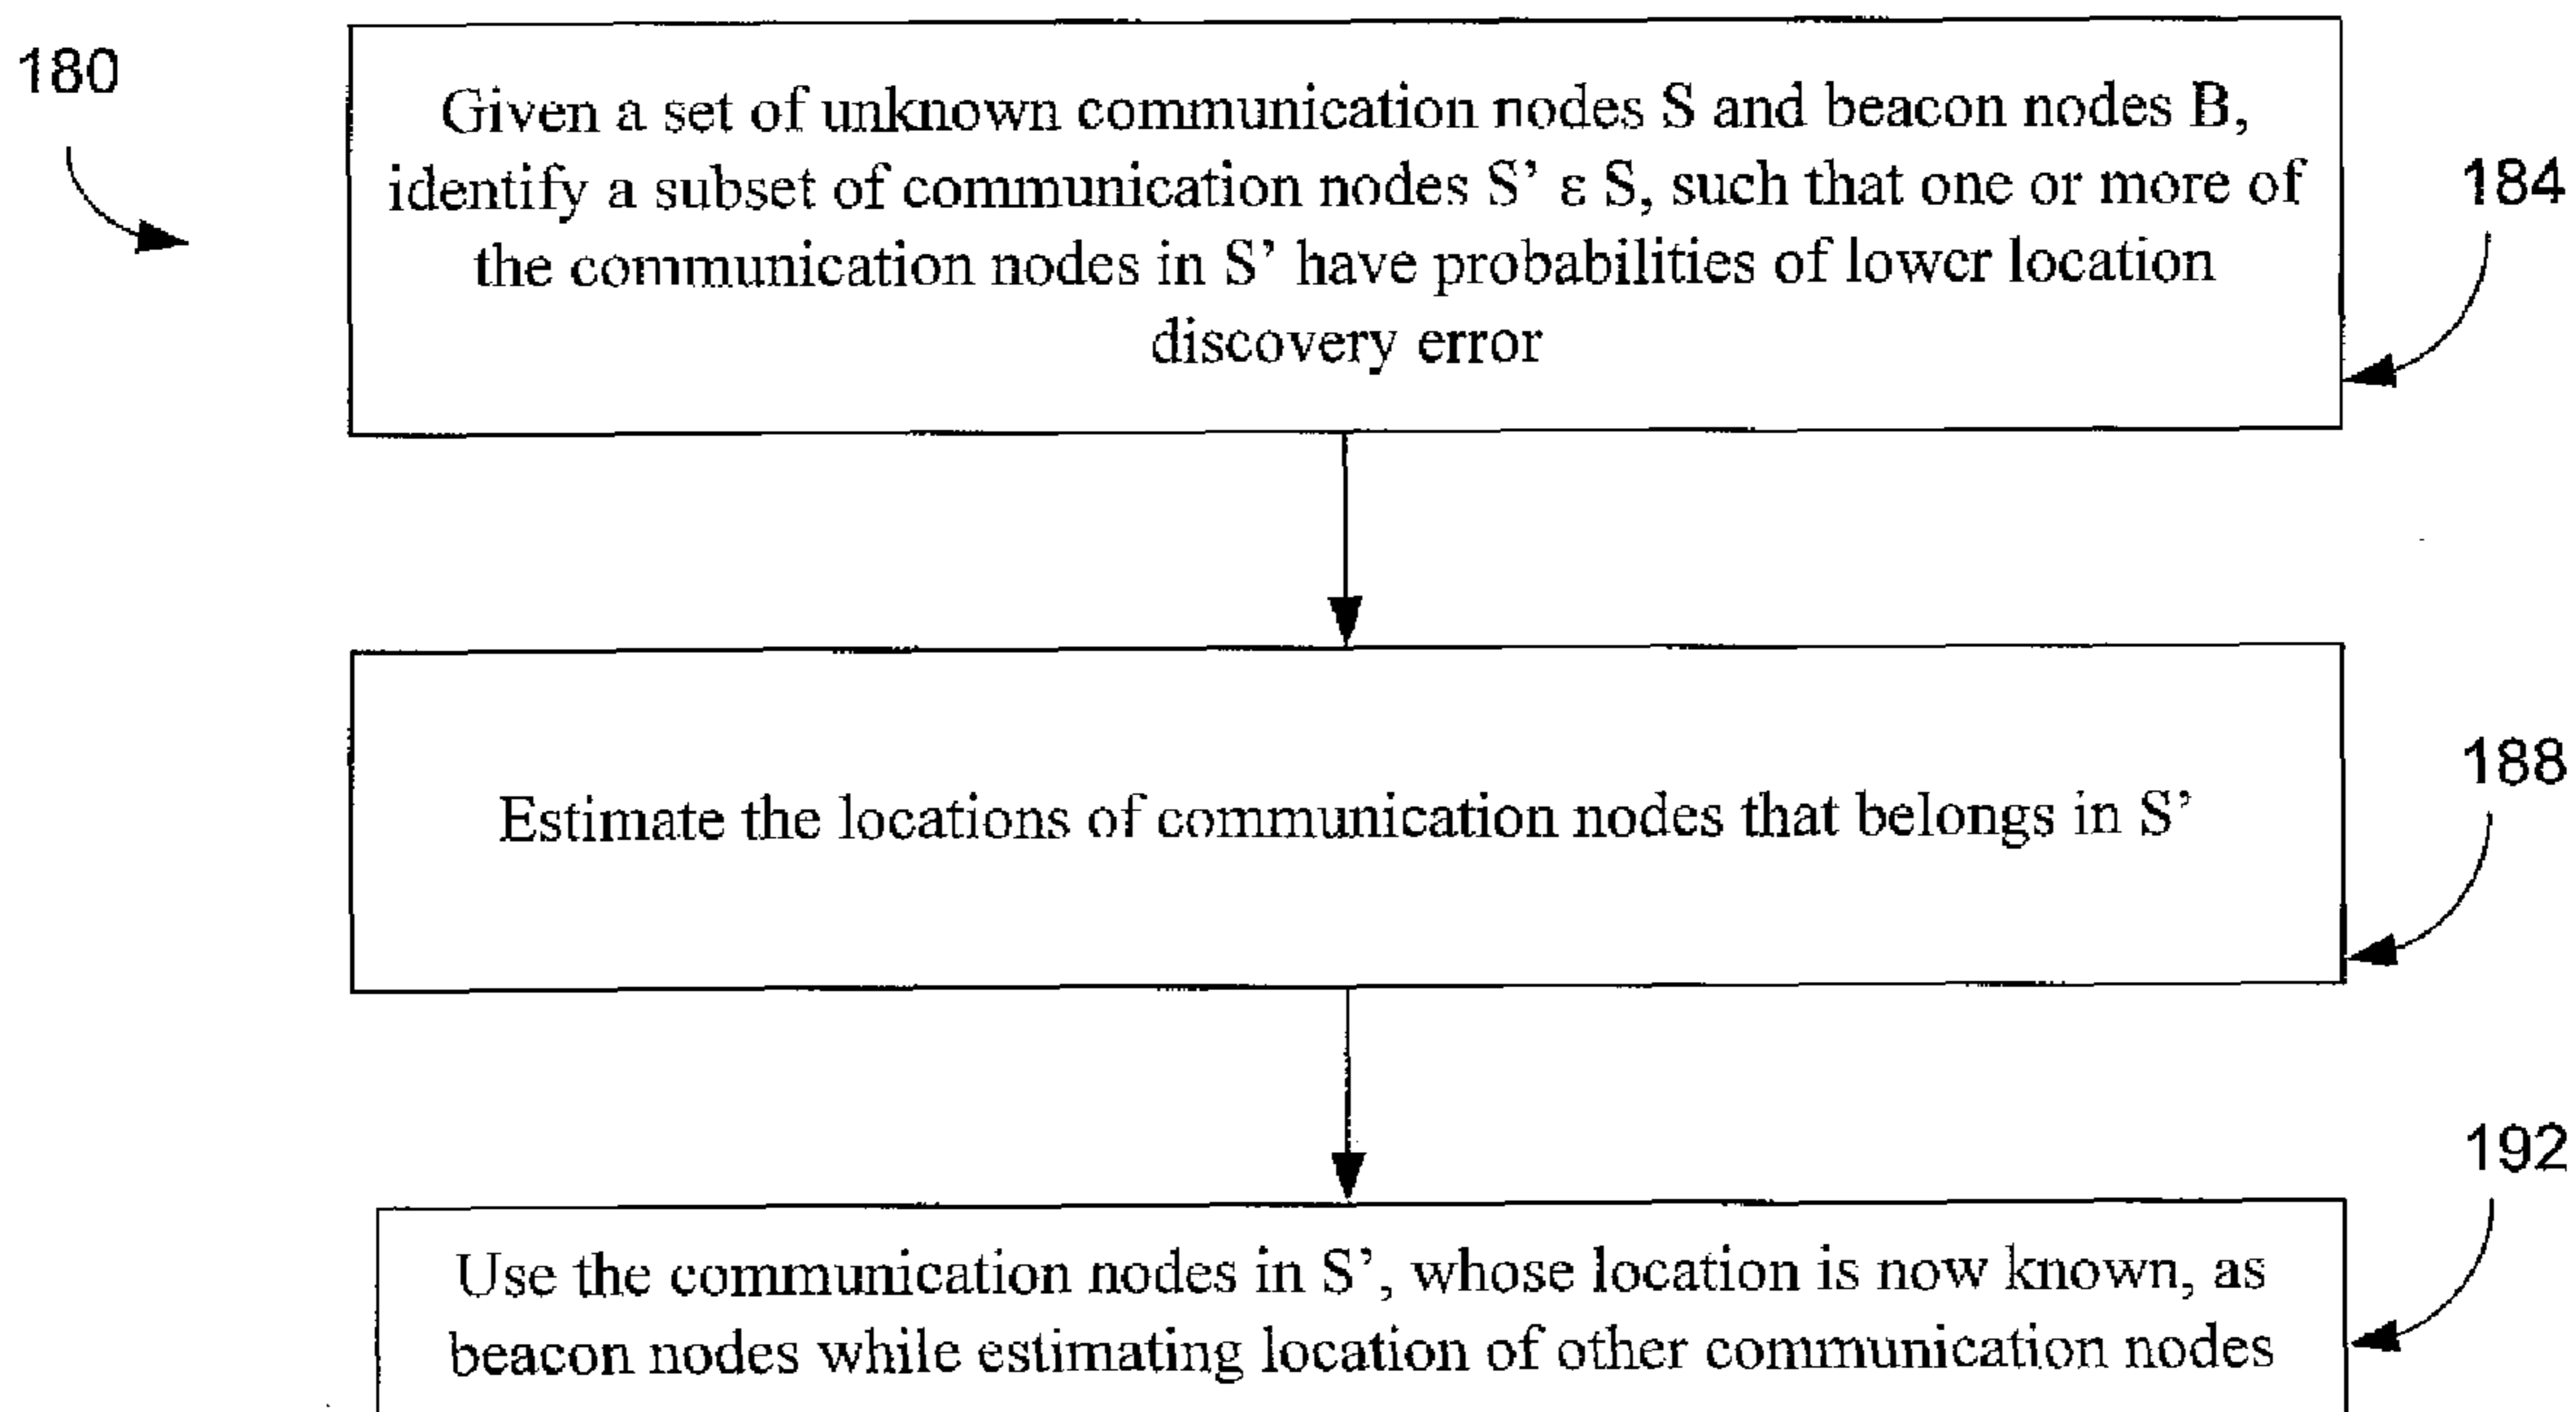 180
Given a set of unknown communication nodes S and beacon nodes B,
identify a subset of communication nodes S’ ε S, such that one or more of
the communication nodes in S’ have probabilities of lower location
discovery error
184
Estimate the locations of communication nodes that belongs in S’
188
Use the communication nodes in S’, whose location is now known, as
beacon nodes while estimating location of other communication nodes
192